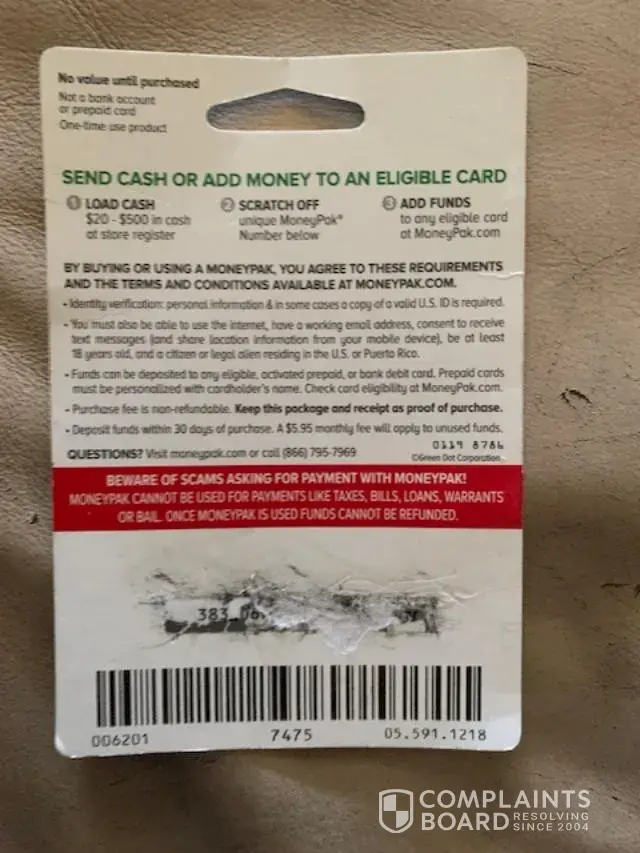 No value until purchased
Not a bank account
or prepaid card
One-time use product
SEND CASH OR ADD MONEY TO AN ELIGIBLE CARD
1 LOAD CASH
$20 - $500 in cash
at store register
2 SCRATCH OFF
unique MoneyPak®
Number below
3 ADD FUNDS
to any eligible card
at MoneyPak.com
BY BUYING OR USING A MONEYPAK, YOU AGREE TO THESE REQUIREMENTS
AND THE TERMS AND CONDITIONS AVAILABLE AT MONEYPAK.COM.
• Identity verification: personal information & in some cases a copy of a valid U.S. ID is required.
• You must also be able to use the internet, have a working email address, consent to receive
text messages (and share location information from your mobile device), be at least
18 years old, and a citizen or legal alien residing in the U.S. or Puerto Rico.
• Funds can be deposited to any eligible, activated prepaid, or bank debit card. Prepaid cards
must be personalized with cardholder's name. Check card eligibility at MoneyPak.com.
• Purchase fee is non-refundable. Keep this package and receipt as proof of purchase.
• Deposit funds within 30 days of purchase. A $5.95 monthly fee will apply to unused funds.
0119 8786
QUESTIONS? Visit moneypak.com or call (866) 795-7969
©Green Dot Corporation
BEWARE OF SCAMS ASKING FOR PAYMENT WITH MONEYPAK!
MONEYPAK CANNOT BE USED FOR PAYMENTS LIKE TAXES, BILLS, LOANS, WARRANTS
OR BAIL. ONCE MONEYPAK IS USED FUNDS CANNOT BE REFUNDED.
383
006201 7475 05.591.1218
COMPLAINTS
BOARD RESOLVING
SINCE 2004